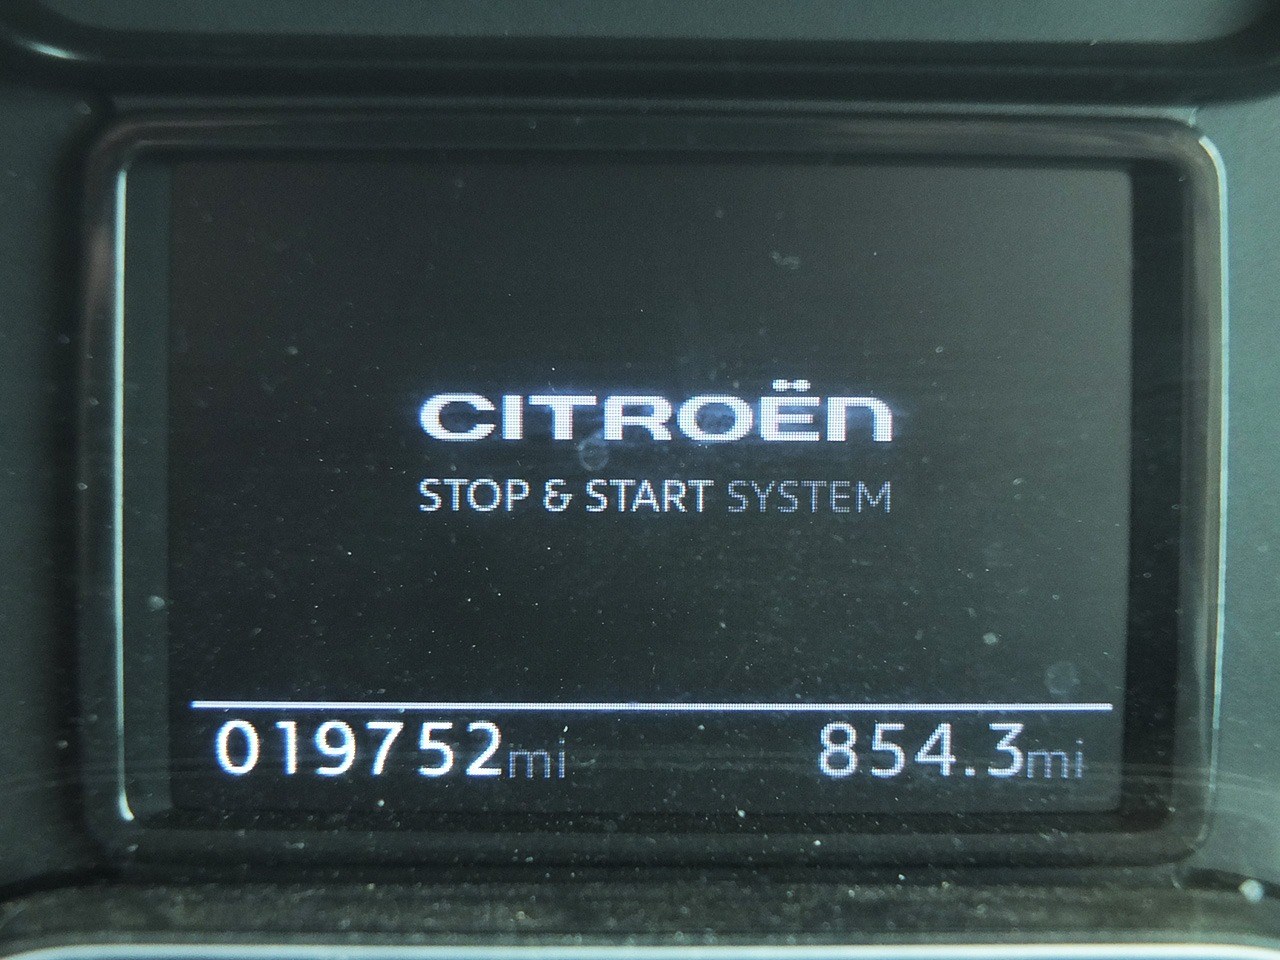 CITROËN
STOP & START SYSTEM
019752mi 854.3mi